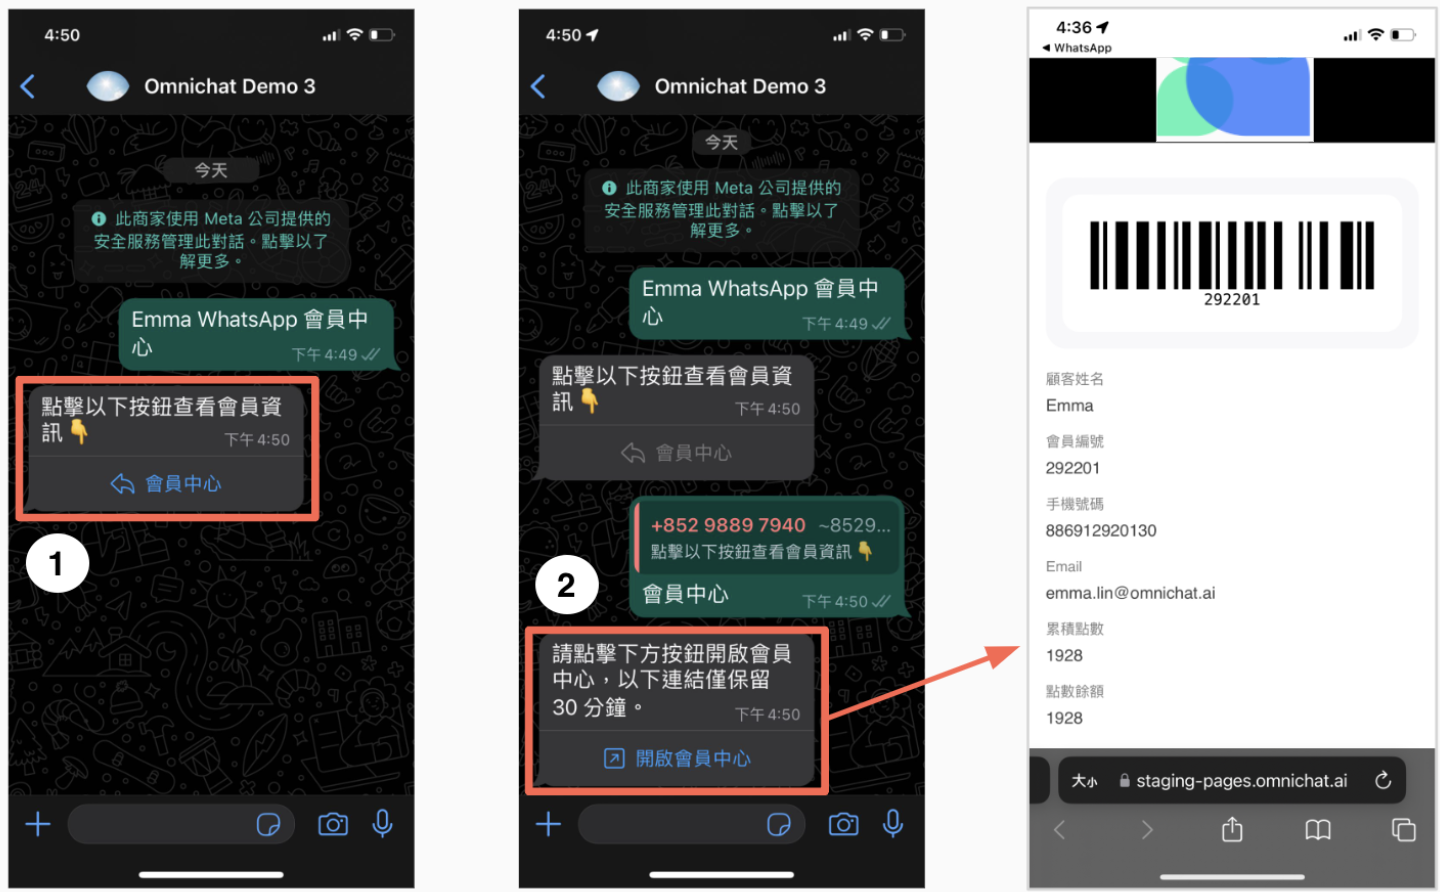 4:50
Omnichat Demo 3
今天
此商家使用 Meta 公司提供的
安全服務管理此對話。點擊以了
解更多。
Emma WhatsApp 會員中
心
下午 4:49
點擊以下按鈕查看會員資
訊👇
下午 4:50
會員中心
1
4:50
Omnichat Demo 3
今天
此商家使用 Meta 公司提供的
安全服務管理此對話。點擊以了
解更多。
Emma WhatsApp 會員中
心
下午 4:49
點擊以下按鈕查看會員資
訊👇
下午 4:50
會員中心
+852 9889 7940 ~8529...
點擊以下按鈕查看會員資訊👇
會員中心
下午 4:50
2
請點擊下方按鈕開啟會員
中心，以下連結僅保留
30 分鐘。
下午 4:50
開啟會員中心
4:36
WhatsApp
292201
顧客姓名
Emma
會員編號
292201
手機號碼
886912920130
Email
emma.lin@omnichat.ai
累積點數
1928
點數餘額
1928
大小
staging-pages.omnichat.ai